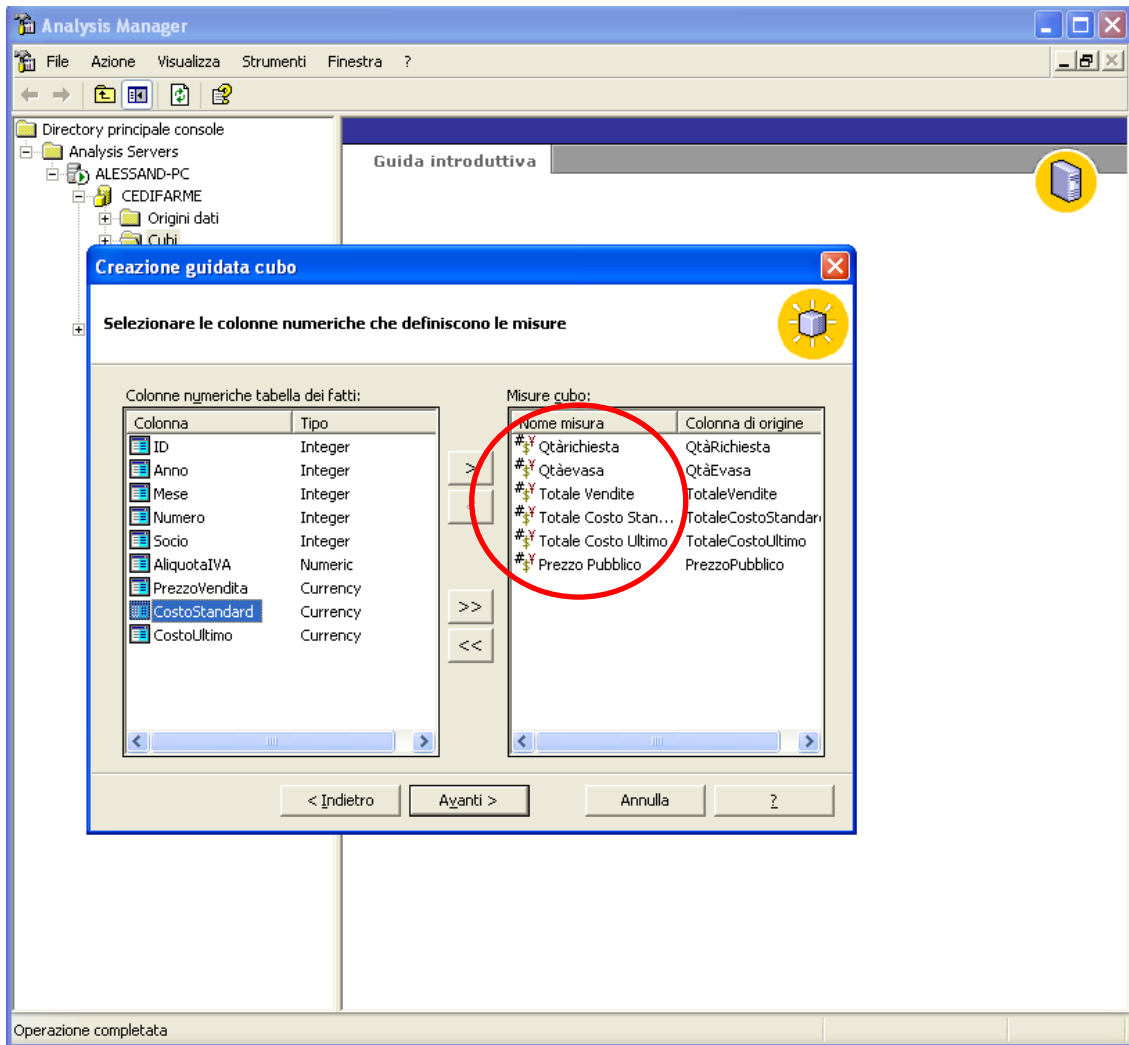 Analysis Manager
File Azione Visualizza Strumenti Finestra ?
Directory principale console
Analysis Servers
ALESSAND-PC
CEDIFARME
Origini dati
Cubi
Guida introduttiva
Creazione guidata cubo
Selezionare le colonne numeriche che definiscono le misure
Colonne numeriche tabella dei fatti:
Colonna Tipo
ID Integer
Anno Integer
Mese Integer
Numero Integer
Socio Integer
AliquotaIVA Numeric
PrezzoVendita Currency
CostoStandard Currency
CostoUltimo Currency
>
<
>>
<<
Misure cubo:
Nome misura Colonna di origine
Qtàrichiesta QtàRichiesta
Qtàevasa QtàEvasa
Totale Vendite TotaleVendite
Totale Costo Stan... TotaleCostoStandar
Totale Costo Ultimo TotaleCostoUltimo
Prezzo Pubblico PrezzoPubblico
< Indietro Avanti > Annulla ?
Operazione completata